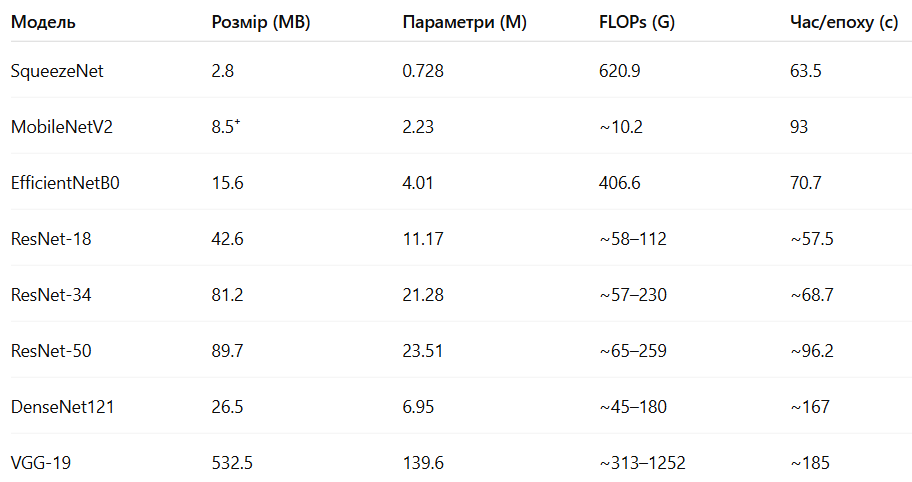 Модель Розмір (MB) Параметри (M) FLOPs (G) Час/епоху (с)
SqueezeNet 2.8 0.728 620.9 63.5
MobileNetV2 8.5⁺ 2.23 ~10.2 93
EfficientNetB0 15.6 4.01 406.6 70.7
ResNet-18 42.6 11.17 ~58–112 ~57.5
ResNet-34 81.2 21.28 ~57–230 ~68.7
ResNet-50 89.7 23.51 ~65–259 ~96.2
DenseNet121 26.5 6.95 ~45–180 ~167
VGG-19 532.5 139.6 ~313–1252 ~185